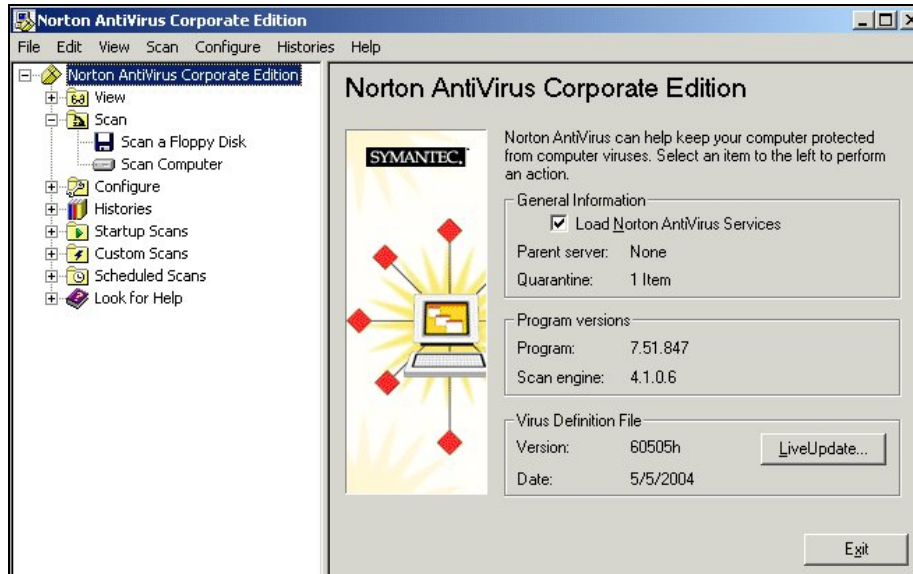 Norton AntiVirus Corporate Edition
File Edit View Scan Configure Histories Help
Norton AntiVirus Corporate Edition
View
Scan
Scan a Floppy Disk
Scan Computer
Configure
Histories
Startup Scans
Custom Scans
Scheduled Scans
Look for Help
Norton AntiVirus Corporate Edition
SYMANTEC.
Norton AntiVirus can help keep your computer protected
from computer viruses. Select an item to the left to perform
an action.
General Information
Load Norton AntiVirus Services
Parent server: None
Quarantine: 1 Item
Program versions
Program: 7.51.847
Scan engine: 4.1.0.6
Virus Definition File
Version: 60505h
LiveUpdate...
Date: 5/5/2004
Exit